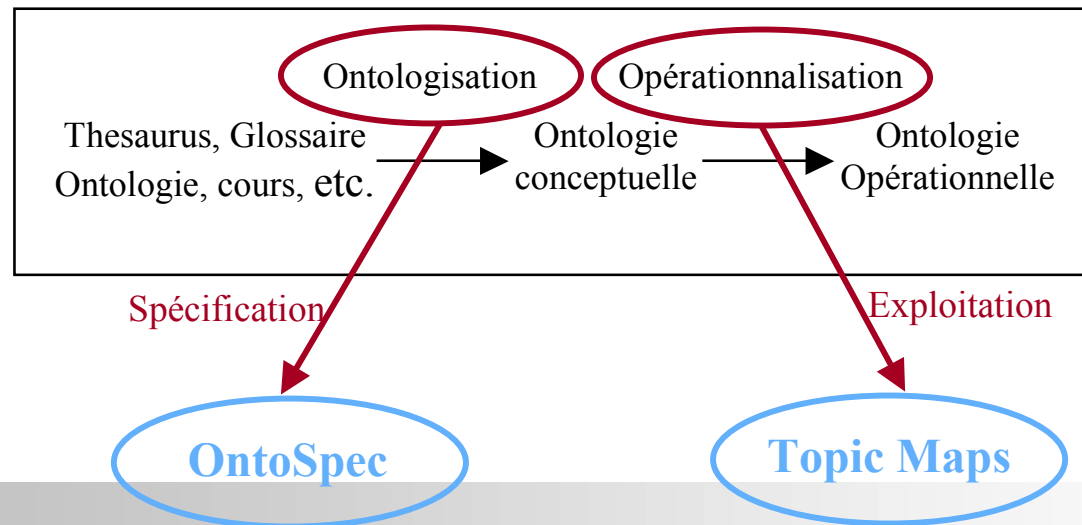 Ontologisation
Opérationnalisation
Thesaurus, Glossaire
Ontologie, cours, etc.
Ontologie
conceptuelle
Ontologie
Opérationnelle
Spécification
Exploitation
OntoSpec
Topic Maps